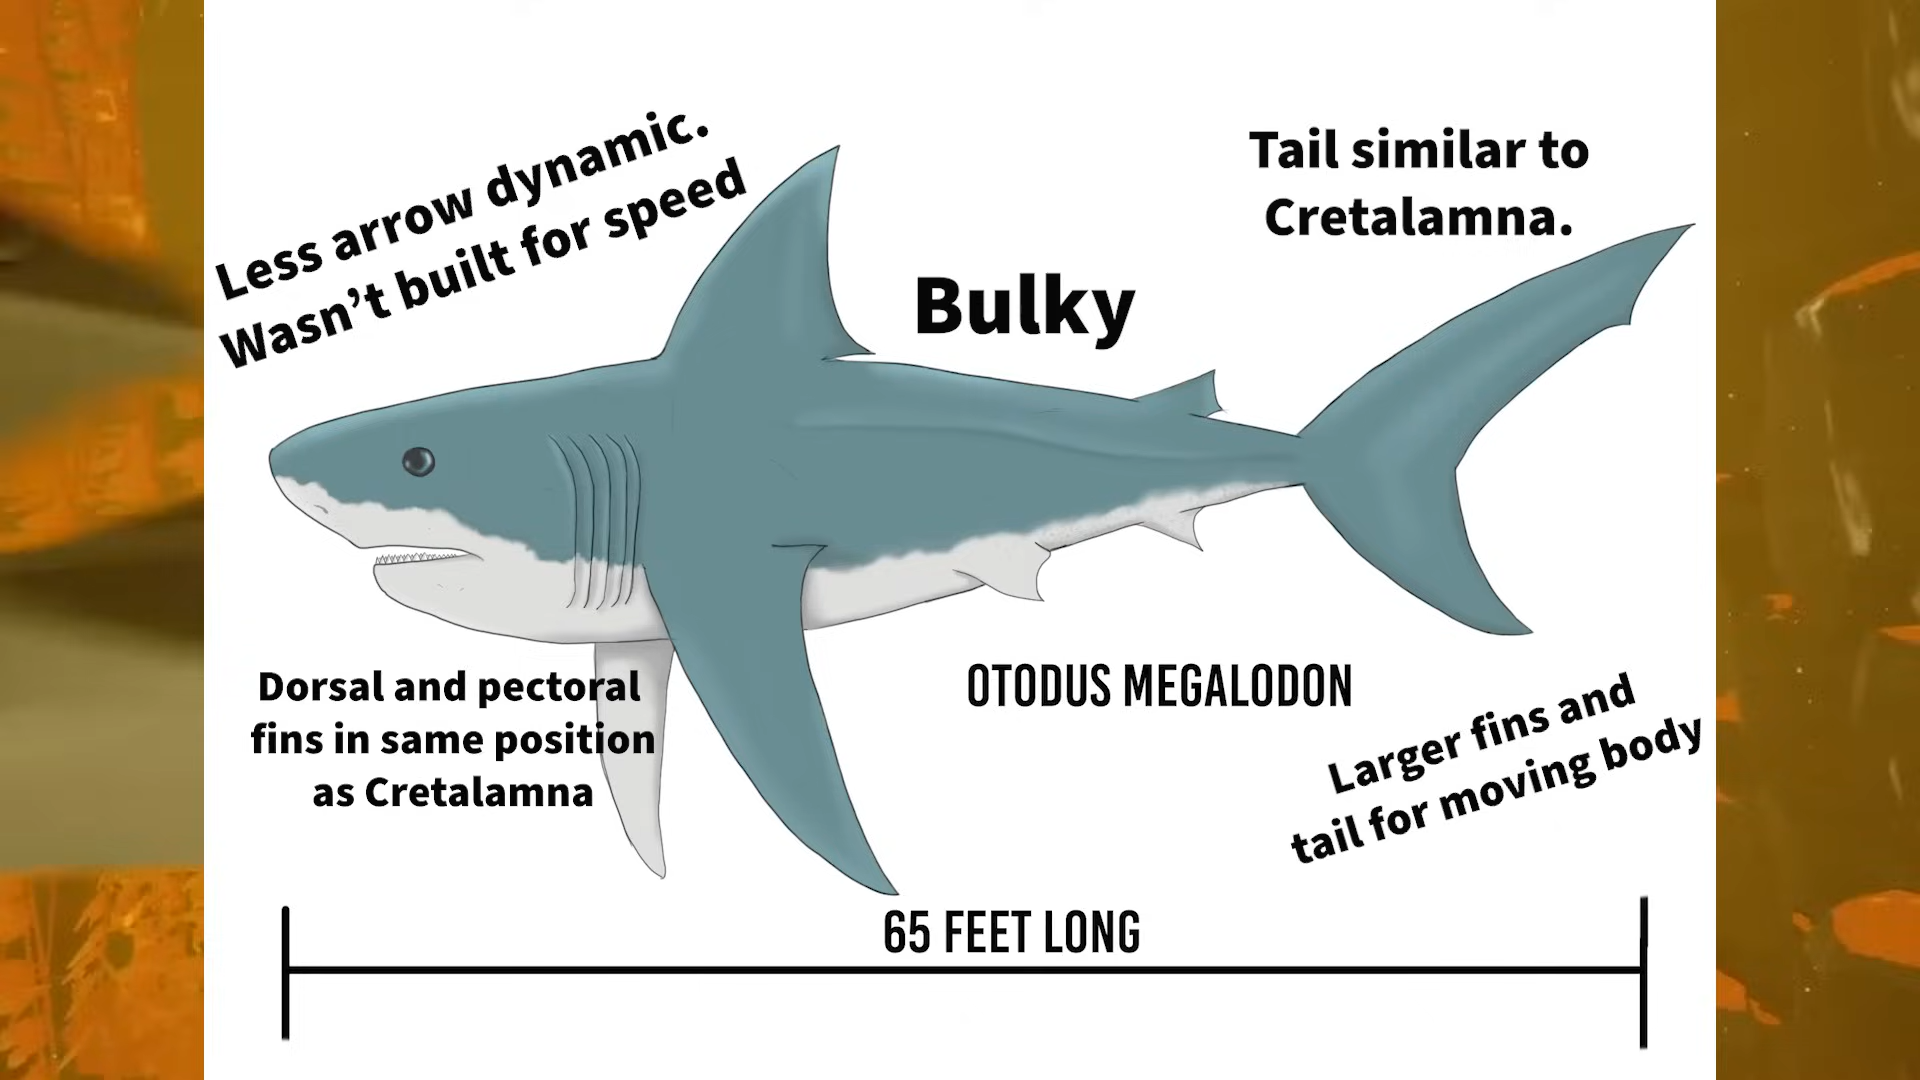 Less arrow dynamic.
Wasn't built for speed
Tail similar to
Cretalamna.
Bulky
Dorsal and pectoral
fins in same position
as Cretalamna
OTODUS MEGALODON
Larger fins and
tail for moving body
65 FEET LONG